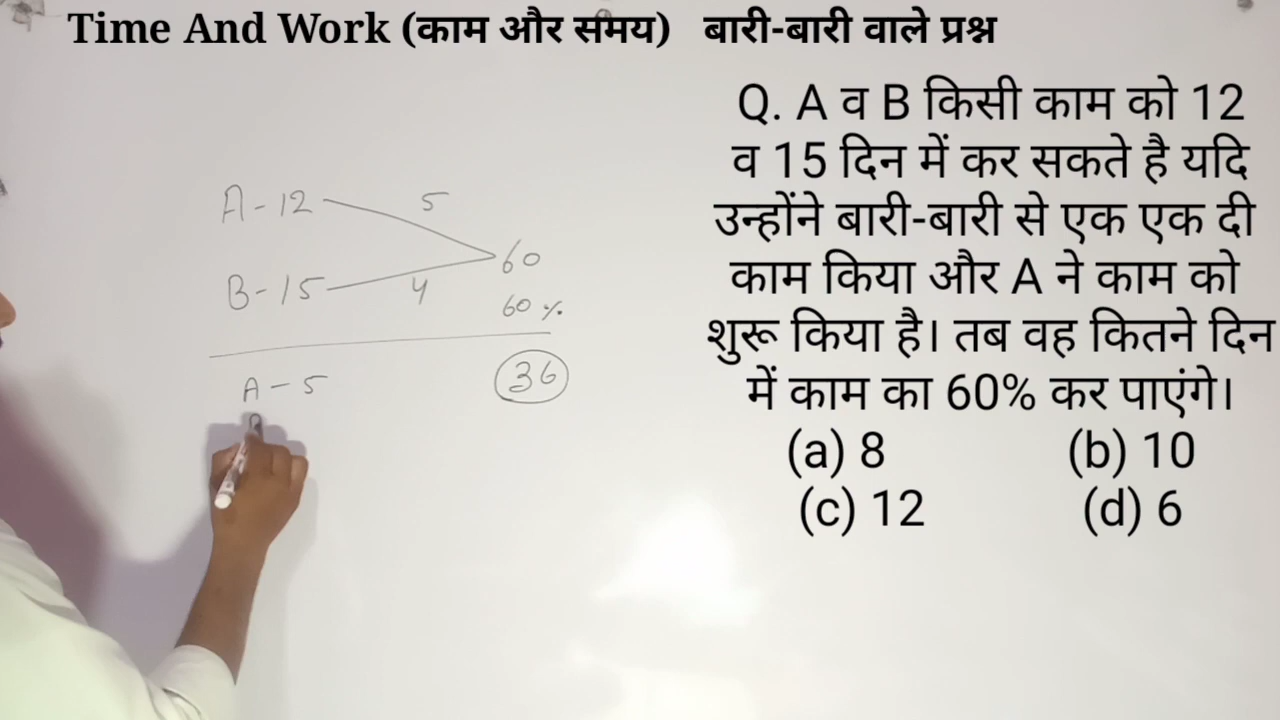 Time And Work (काम और समय) बारी-बारी वाले प्रश्न
Q. A व B किसी काम को 12
व 15 दिन में कर सकते है यदि
उन्होंने बारी-बारी से एक एक दी
काम किया और A ने काम को
शुरू किया है। तब वह कितने दिन
में काम का 60% कर पाएंगे।
(a) 8 (b) 10
(c) 12 (d) 6
A - 12 5
60
B - 15 4
60 %
A - 5 36